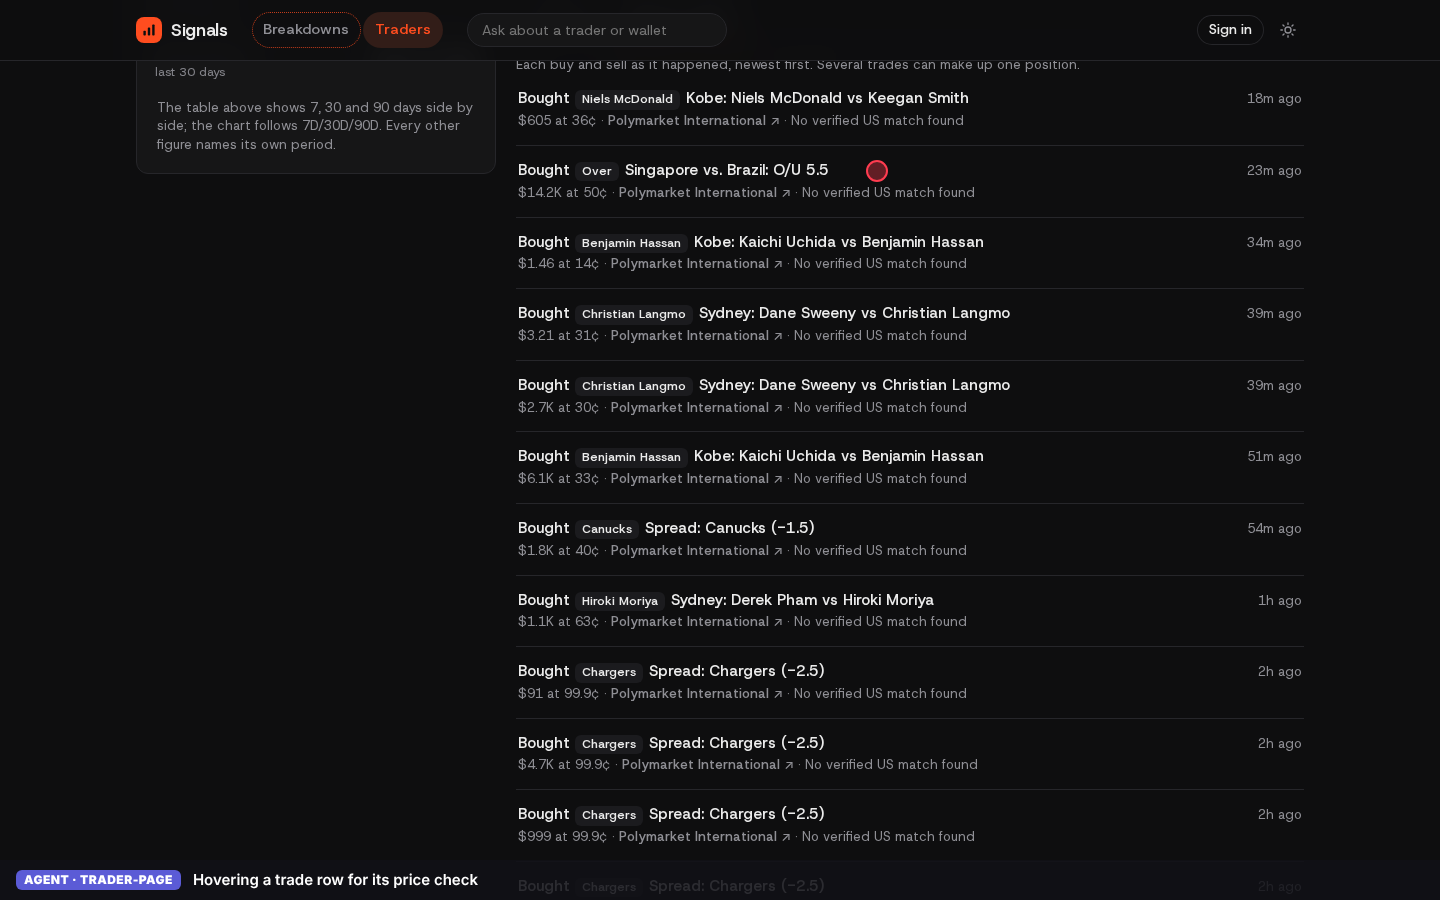 Signals
Breakdowns
Traders
Ask about a trader or wallet
Sign in
last 30 days
The table above shows 7, 30 and 90 days side by
side; the chart follows 7D/30D/90D. Every other
figure names its own period.
Each buy and sell as it happened, newest first. Several trades can make up one position.
Bought Niels McDonald Kobe: Niels McDonald vs Keegan Smith 18m ago
$605 at 36¢ · Polymarket International ↗ · No verified US match found
Bought Over Singapore vs. Brazil: O/U 5.5 23m ago
$14.2K at 50¢ · Polymarket International ↗ · No verified US match found
Bought Benjamin Hassan Kobe: Kaichi Uchida vs Benjamin Hassan 34m ago
$1.46 at 14¢ · Polymarket International ↗ · No verified US match found
Bought Christian Langmo Sydney: Dane Sweeny vs Christian Langmo 39m ago
$3.21 at 31¢ · Polymarket International ↗ · No verified US match found
Bought Christian Langmo Sydney: Dane Sweeny vs Christian Langmo 39m ago
$2.7K at 30¢ · Polymarket International ↗ · No verified US match found
Bought Benjamin Hassan Kobe: Kaichi Uchida vs Benjamin Hassan 51m ago
$6.1K at 33¢ · Polymarket International ↗ · No verified US match found
Bought Canucks Spread: Canucks (-1.5) 54m ago
$1.8K at 40¢ · Polymarket International ↗ · No verified US match found
Bought Hiroki Moriya Sydney: Derek Pham vs Hiroki Moriya 1h ago
$1.1K at 63¢ · Polymarket International ↗ · No verified US match found
Bought Chargers Spread: Chargers (-2.5) 2h ago
$91 at 99.9¢ · Polymarket International ↗ · No verified US match found
Bought Chargers Spread: Chargers (-2.5) 2h ago
$4.7K at 99.9¢ · Polymarket International ↗ · No verified US match found
Bought Chargers Spread: Chargers (-2.5) 2h ago
$999 at 99.9¢ · Polymarket International ↗ · No verified US match found
Bought Chargers Spread: Chargers (-2.5) 2h ago
AGENT · TRADER-PAGE Hovering a trade row for its price check